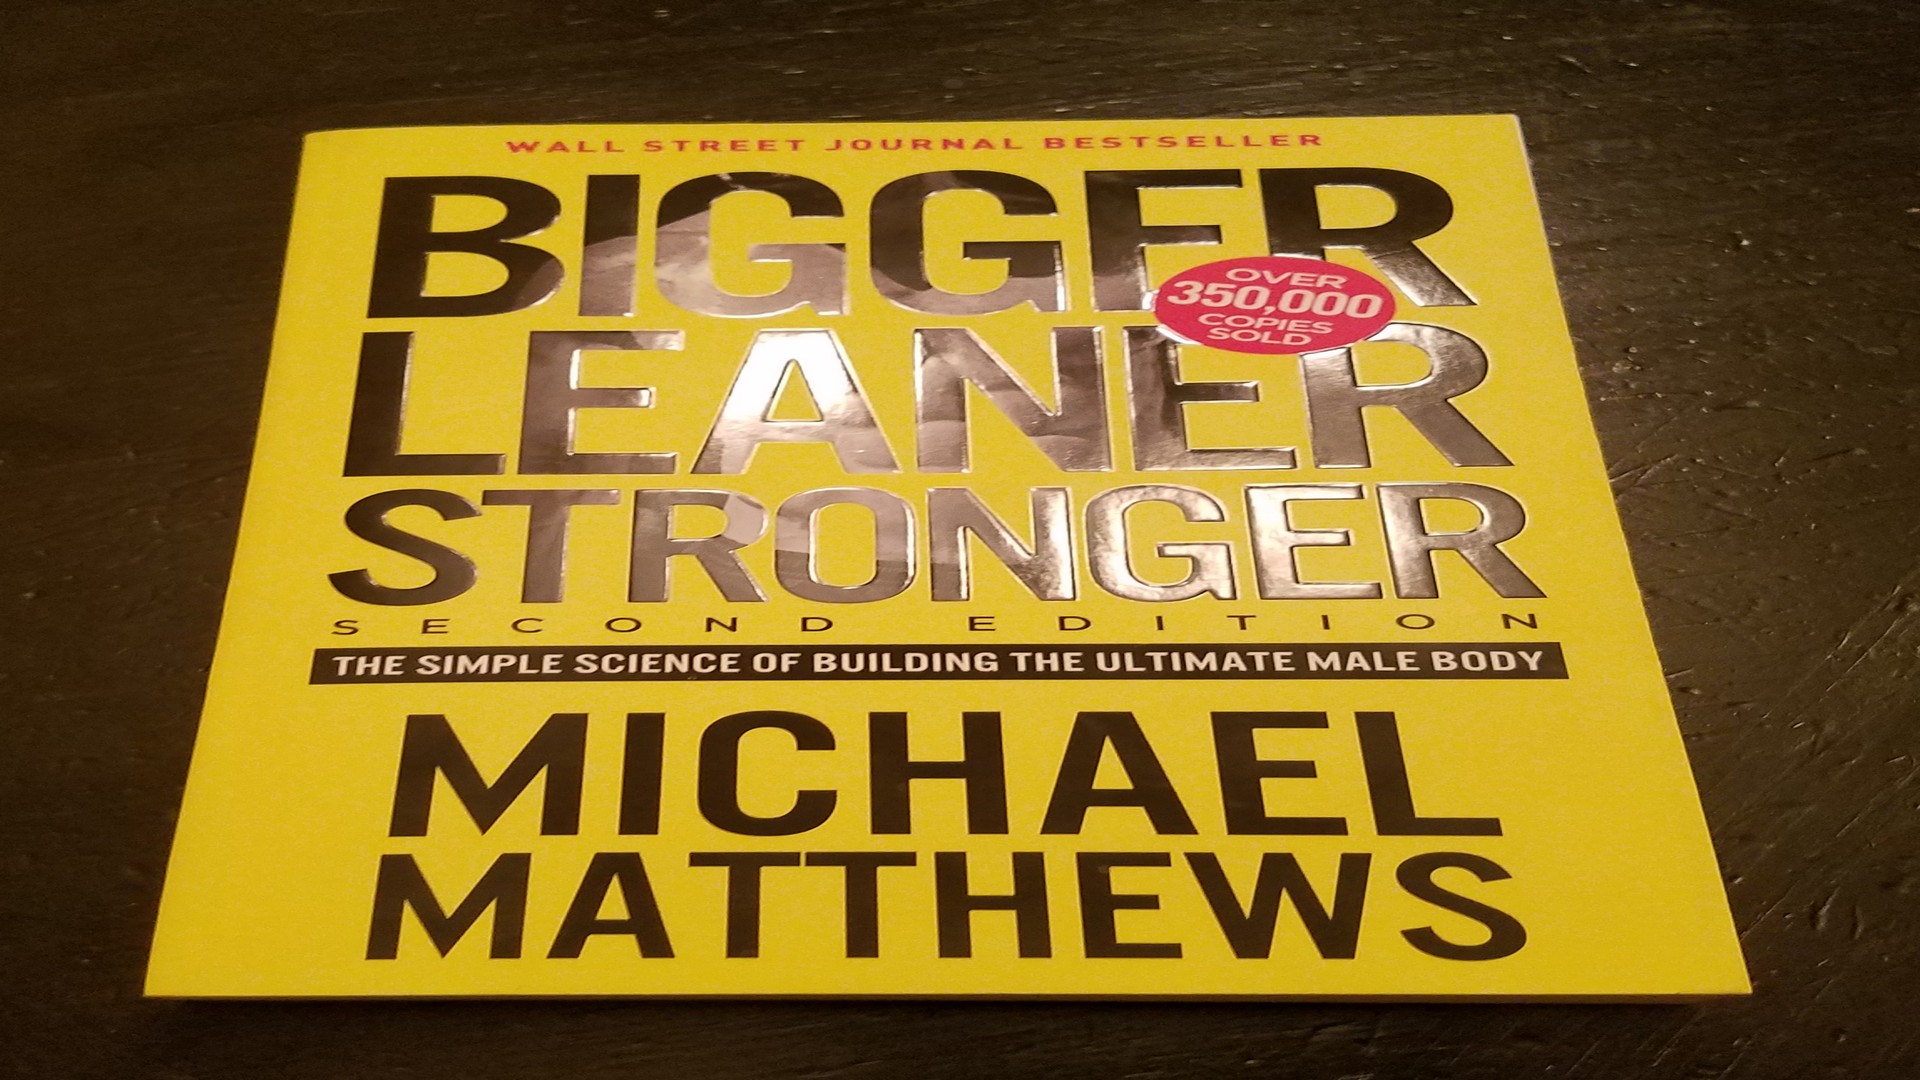 WALL STREET JOURNAL BESTSELLER
BIGGER
OVER
350,000
COPIES
SOLD
LEANER
STRONGER
SECOND EDITION
THE SIMPLE SCIENCE OF BUILDING THE ULTIMATE MALE BODY
MICHAEL
MATTHEWS